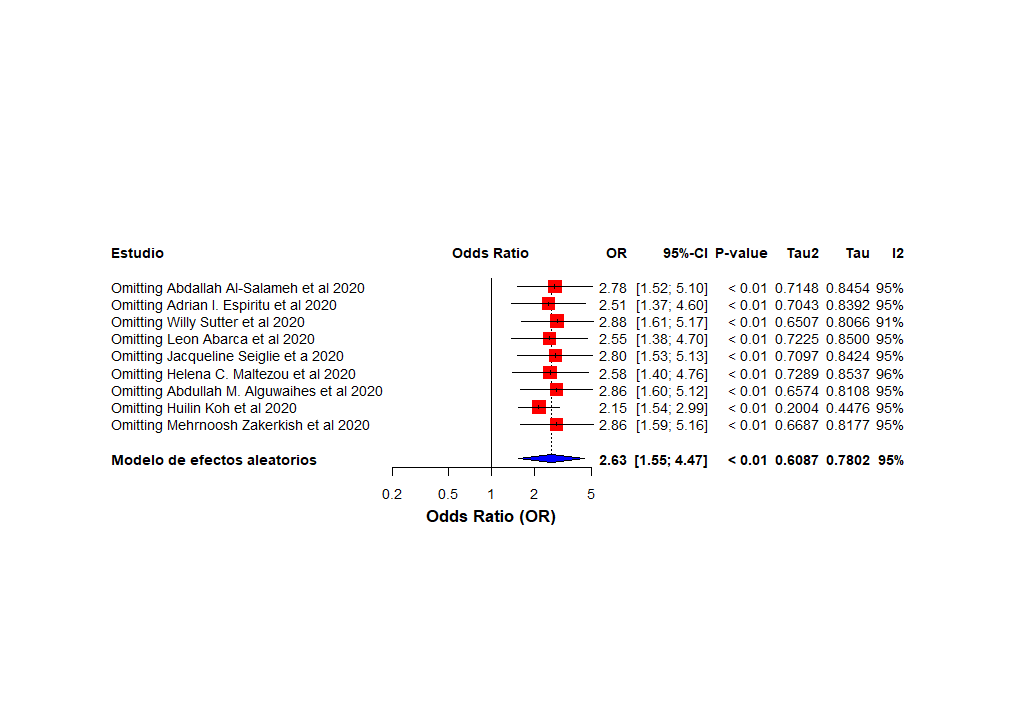 Estudio Odds Ratio OR 95%-CI P-value Tau2 Tau I2
Omitting Abdallah Al-Salameh et al 2020 2.78 [1.52; 5.10] < 0.01 0.7148 0.8454 95%
Omitting Adrian I. Espiritu et al 2020 2.51 [1.37; 4.60] < 0.01 0.7043 0.8392 95%
Omitting Willy Sutter et al 2020 2.88 [1.61; 5.17] < 0.01 0.6507 0.8066 91%
Omitting Leon Abarca et al 2020 2.55 [1.38; 4.70] < 0.01 0.7225 0.8500 95%
Omitting Jacqueline Seiglie et a 2020 2.80 [1.53; 5.13] < 0.01 0.7097 0.8424 95%
Omitting Helena C. Maltezou et al 2020 2.58 [1.40; 4.76] < 0.01 0.7289 0.8537 96%
Omitting Abdullah M. Alguwaihes et al 2020 2.86 [1.60; 5.12] < 0.01 0.6574 0.8108 95%
Omitting Huilin Koh et al 2020 2.15 [1.54; 2.99] < 0.01 0.2004 0.4476 95%
Omitting Mehrnoosh Zakerkish et al 2020 2.86 [1.59; 5.16] < 0.01 0.6687 0.8177 95%
Modelo de efectos aleatorios 2.63 [1.55; 4.47] < 0.01 0.6087 0.7802 95%
0.2 0.5 1 2 5
Odds Ratio (OR)